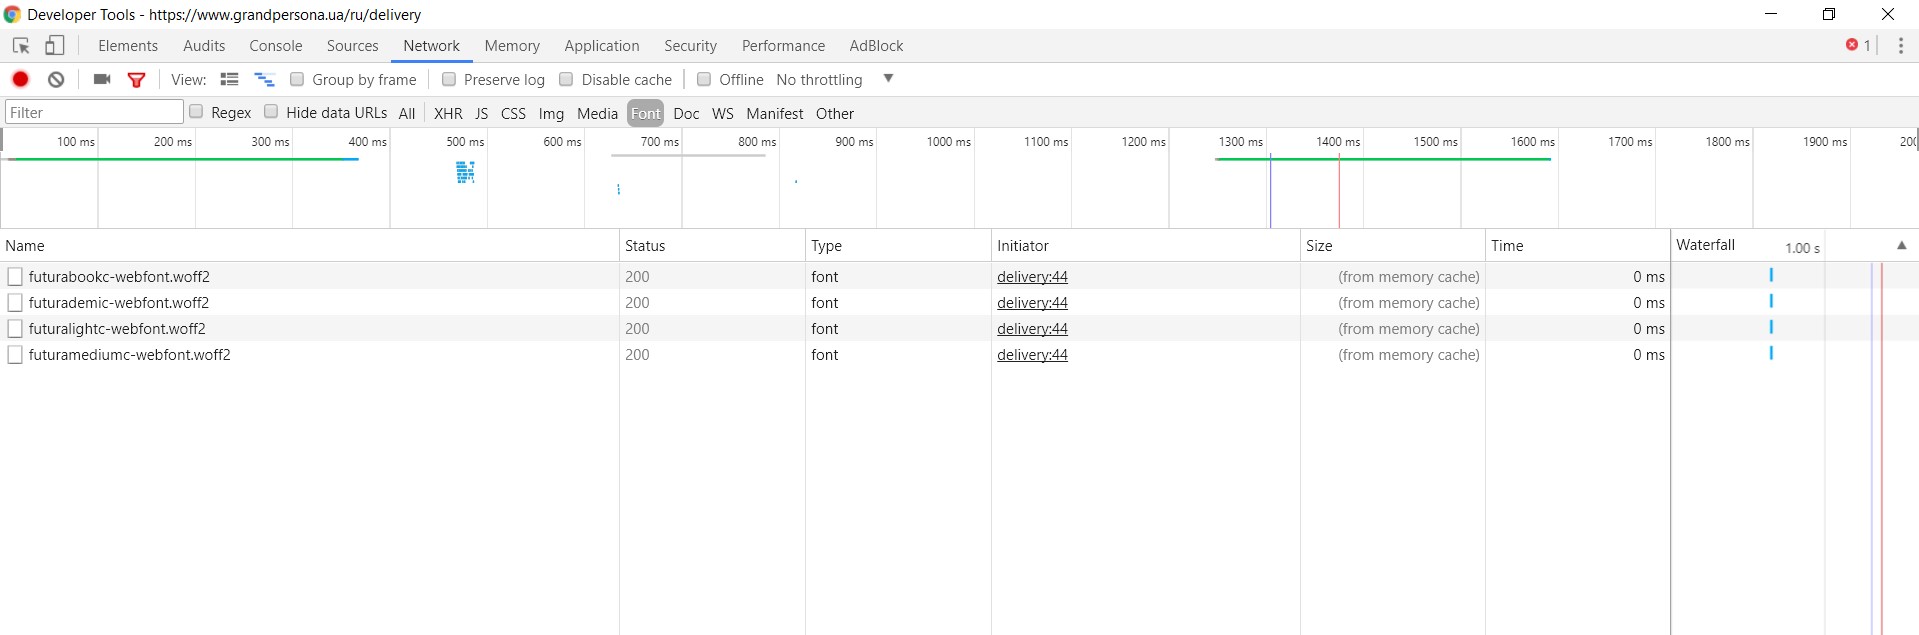 Developer Tools - https://www.grandpersona.ua/ru/delivery
Elements Audits Console Sources Network Memory Application Security Performance AdBlock 1
View: Group by frame Preserve log Disable cache Offline No throttling
Filter Regex Hide data URLs All XHR JS CSS Img Media Font Doc WS Manifest Other
100 ms 200 ms 300 ms 400 ms 500 ms 600 ms 700 ms 800 ms 900 ms 1000 ms 1100 ms 1200 ms 1300 ms 1400 ms 1500 ms 1600 ms 1700 ms 1800 ms 1900 ms
Name Status Type Initiator Size Time Waterfall 1.00 s
futurabookc-webfont.woff2 200 font delivery:44 (from memory cache) 0 ms
futurademic-webfont.woff2 200 font delivery:44 (from memory cache) 0 ms
futuralightc-webfont.woff2 200 font delivery:44 (from memory cache) 0 ms
futuramediumc-webfont.woff2 200 font delivery:44 (from memory cache) 0 ms